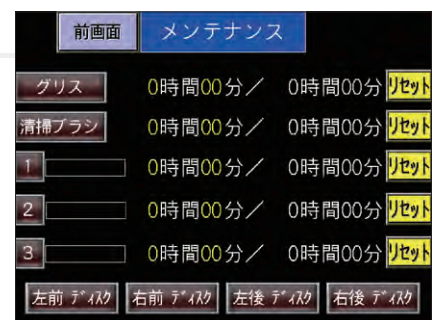 前画面 メンテナンス
グリス 0時間00分／ 0時間00分 リセット
清掃ブラシ 0時間00分／ 0時間00分 リセット
1 0時間00分／ 0時間00分 リセット
2 0時間00分／ 0時間00分 リセット
3 0時間00分／ 0時間00分 リセット
左前 ディスク 右前 ディスク 左後 ディスク 右後 ディスク